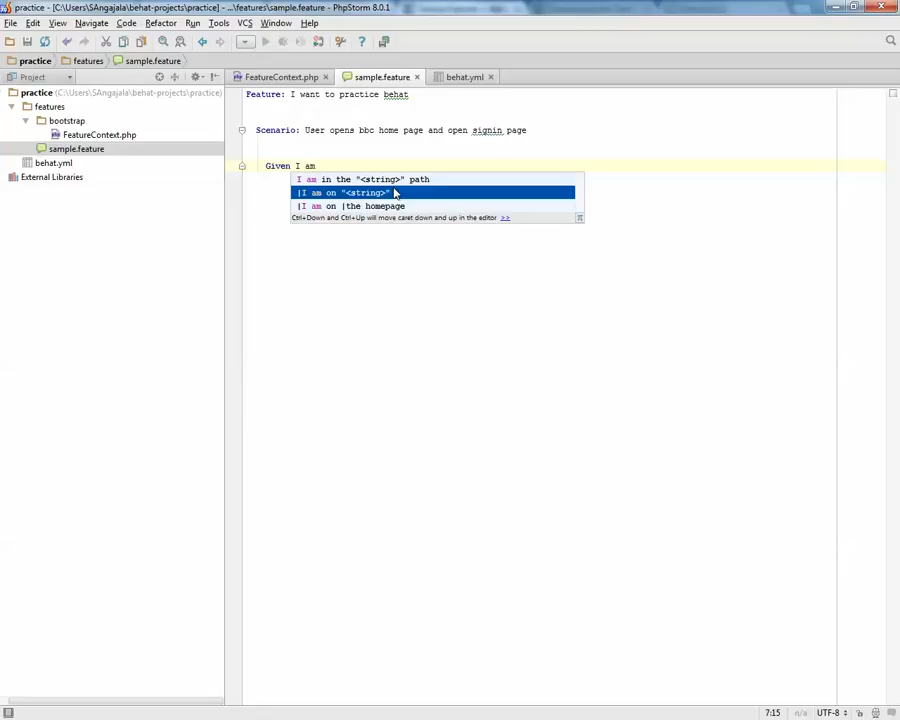 practice - [C:\Users\SAngajala\behat-projects\practice] - ...\features\sample.feature - PhpStorm 8.0.1
File Edit View Navigate Code Refactor Run Tools VCS Window Help
practice features sample.feature
Project FeatureContext.php sample.feature behat.yml
practice (C:\Users\SAngajala\behat-projects\practice)
features
bootstrap
FeatureContext.php
sample.feature
behat.yml
External Libraries
Feature: I want to practice behat
Scenario: User opens bbc home page and open signin page
Given I am
I am in the "<string>" path
|I am on "<string>"
|I am on |the homepage
Ctrl+Down and Ctrl+Up will move caret down and up in the editor >>
π
7:15 n/a UTF-8